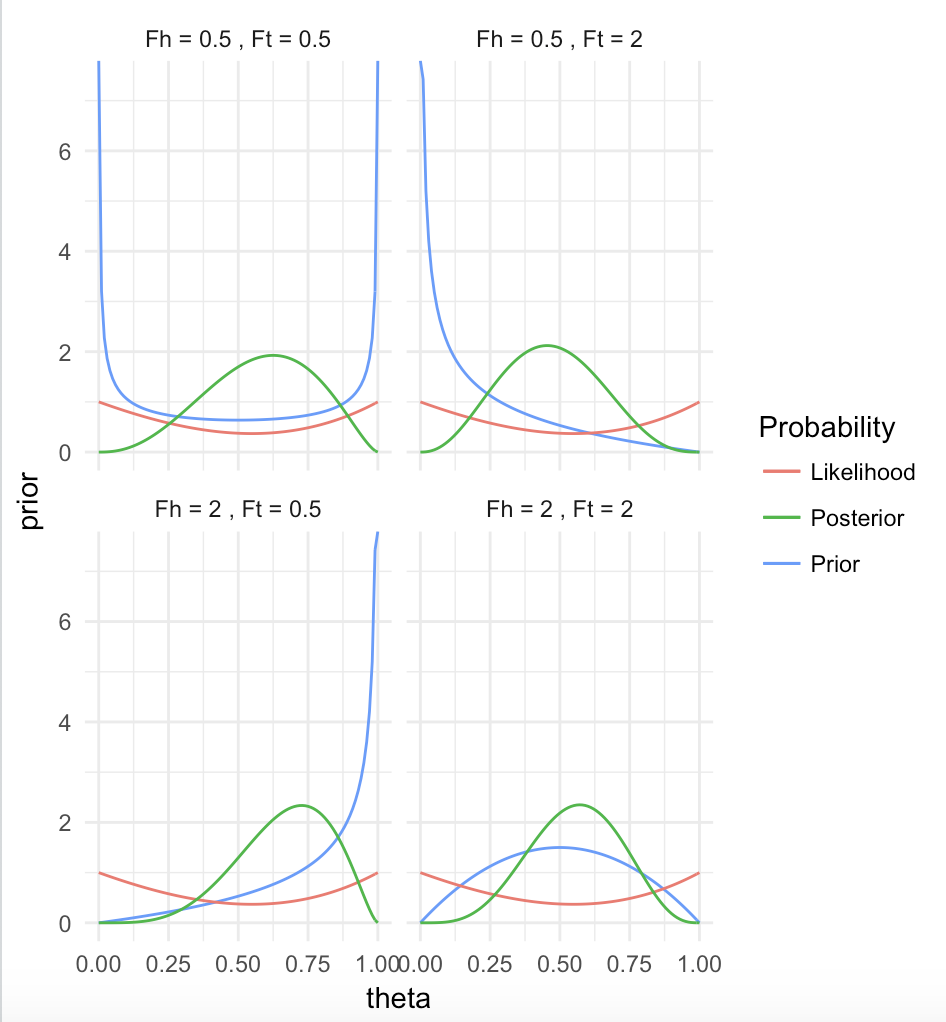 Fh = 0.5 , Ft = 0.5
Fh = 0.5 , Ft = 2
6
4
2
0
Fh = 2 , Ft = 0.5
Fh = 2 , Ft = 2
6
4
2
0
prior
0.00 0.25 0.50 0.75 1.00
0.00 0.25 0.50 0.75 1.00
theta
Probability
Likelihood
Posterior
Prior